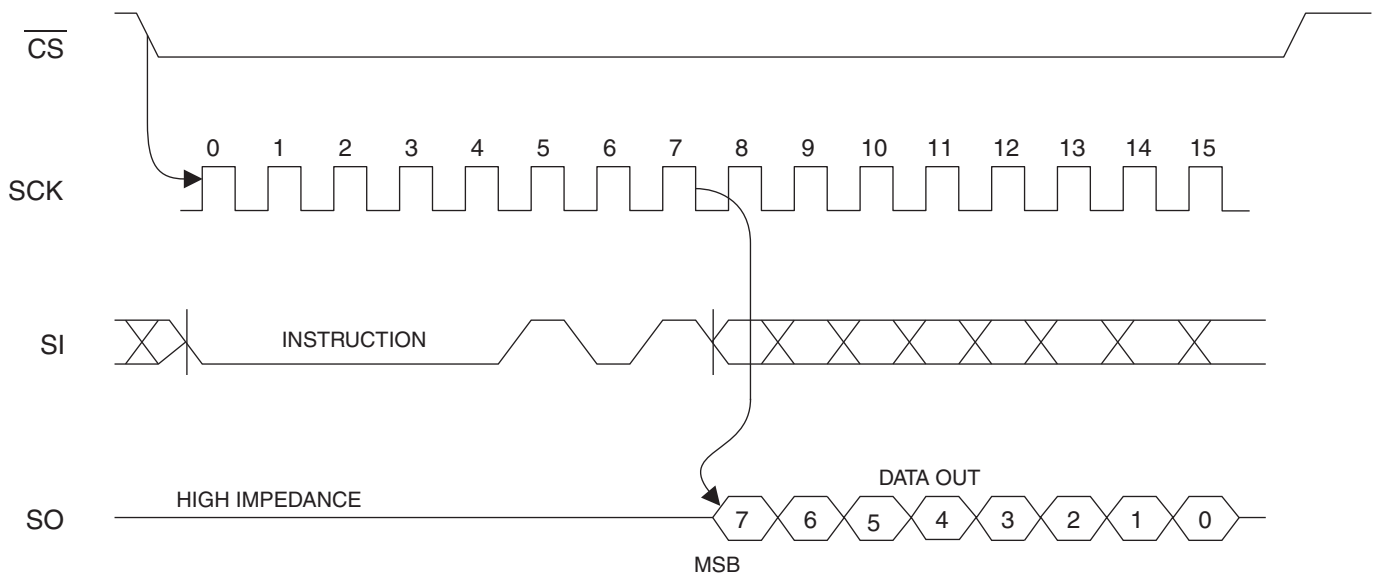 CS
0 1 2 3 4 5 6 7 8 9 10 11 12 13 14 15
SCK
SI INSTRUCTION
DATA OUT
HIGH IMPEDANCE
SO 7 6 5 4 3 2 1 0
MSB